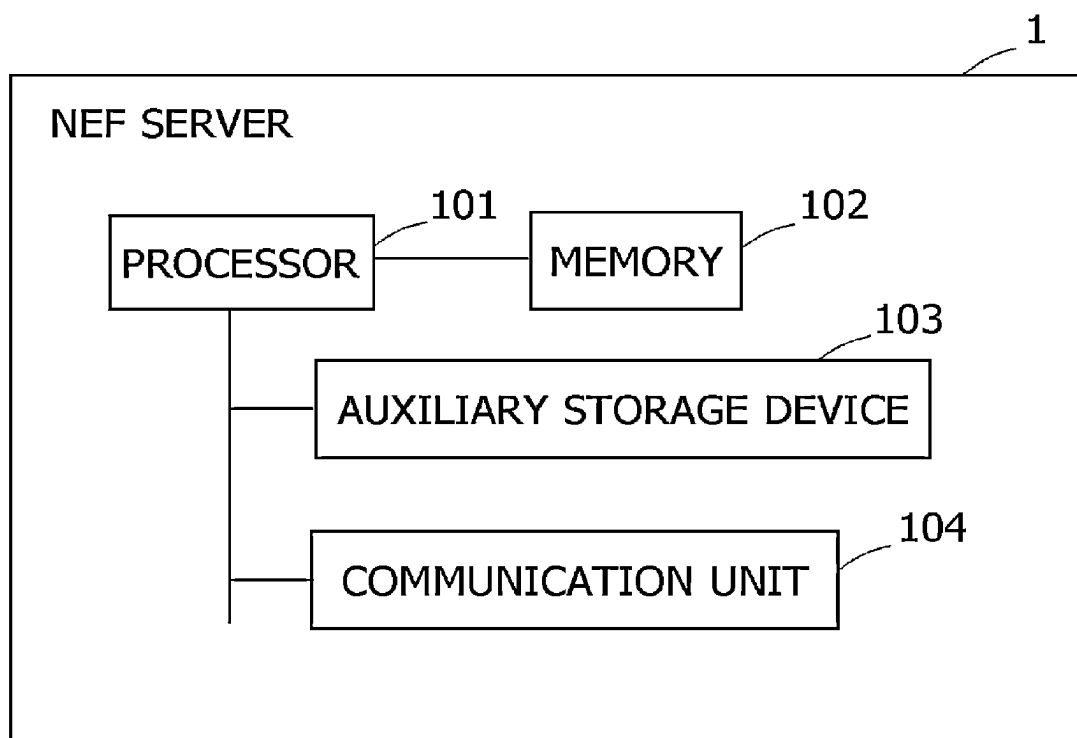 1
NEF SERVER
101
102
PROCESSOR
MEMORY
103
AUXILIARY STORAGE DEVICE
104
COMMUNICATION UNIT